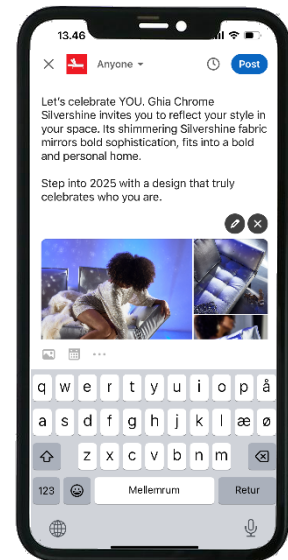 13.46
Anyone
Post
Let's celebrate YOU. Ghia Chrome
Silvershine invites you to reflect your style in
your space. Its shimmering Silvershine fabric
mirrors bold sophistication, fits into a bold
and personal home.
Step into 2025 with a design that truly
celebrates who you are.
q w e r t y u i o p å
a s d f g h j k l æ ø
z x c v b n m
123 Mellemrum Retur